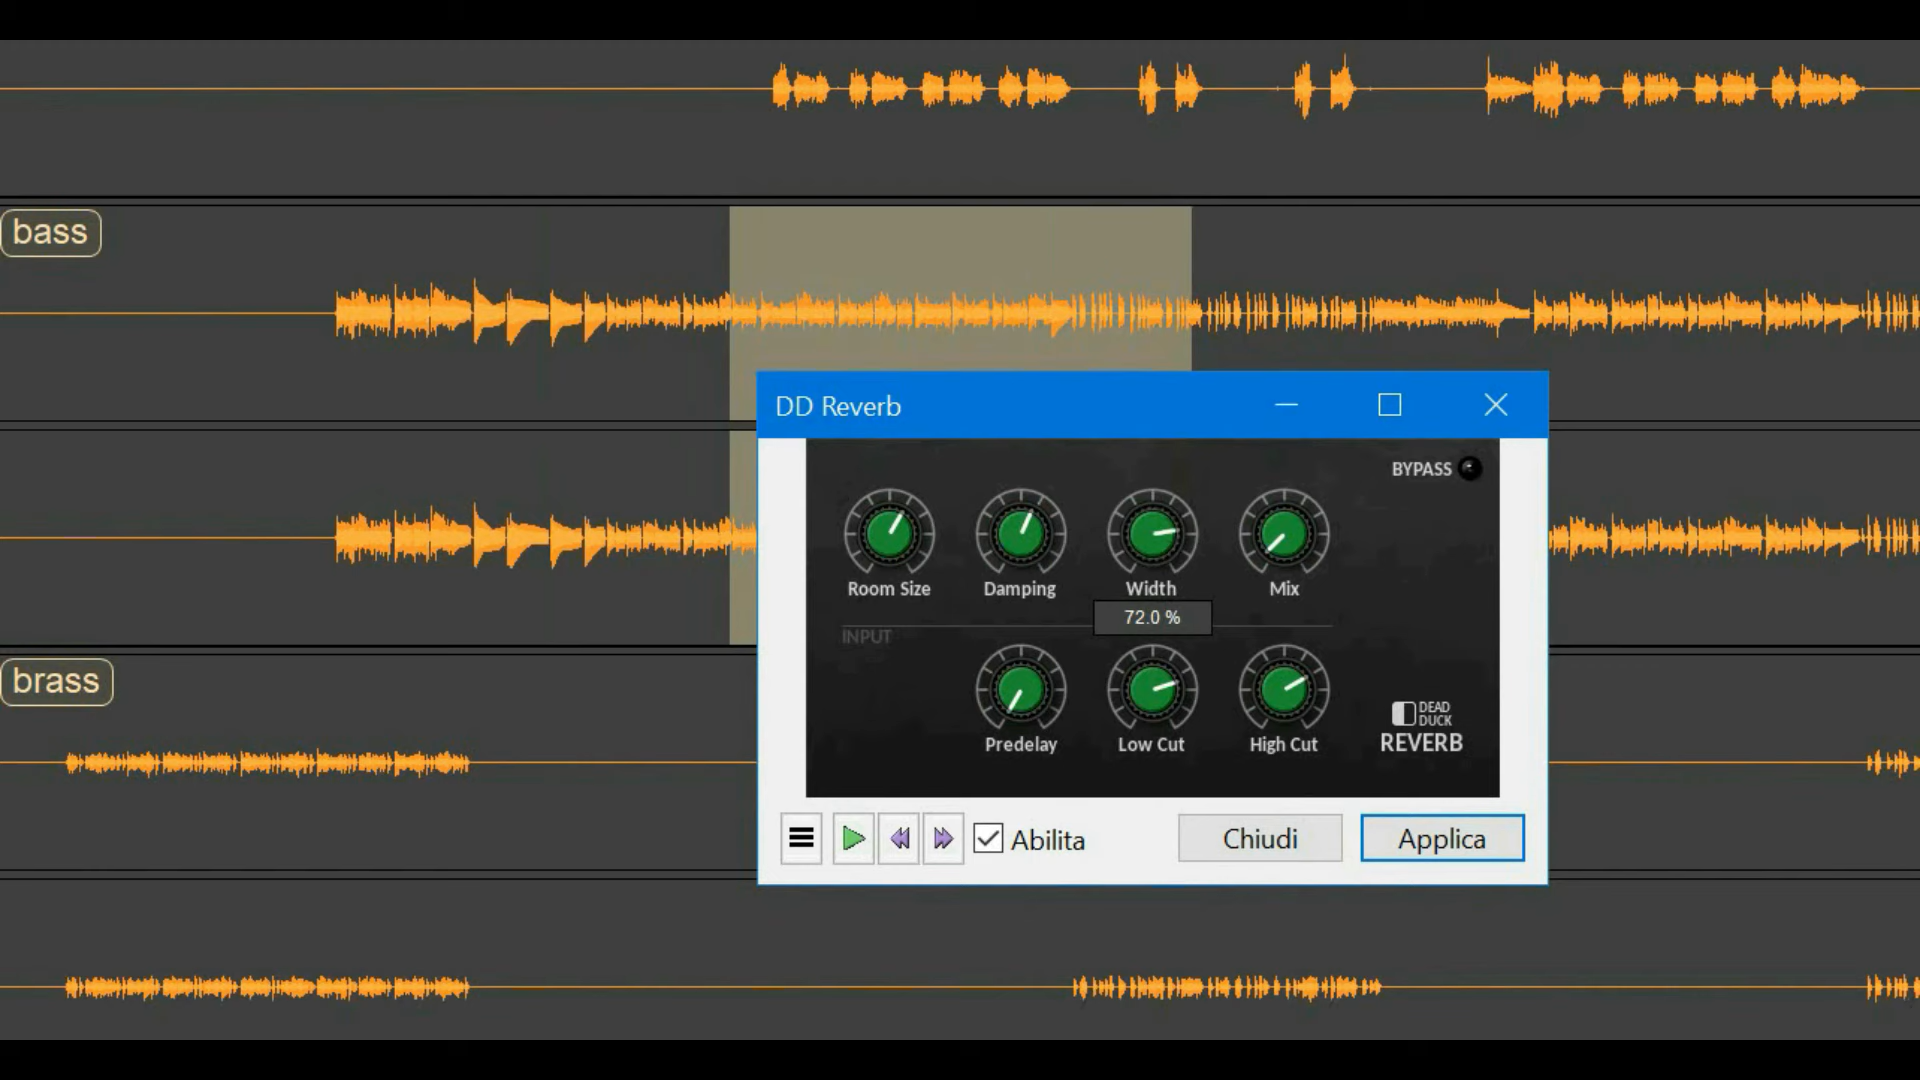 bass
DD Reverb
BYPASS
Room Size Damping Width Mix
72.0 %
INPUT
Predelay Low Cut High Cut
DEAD
DUCK
REVERB
brass
Abilita Chiudi Applica